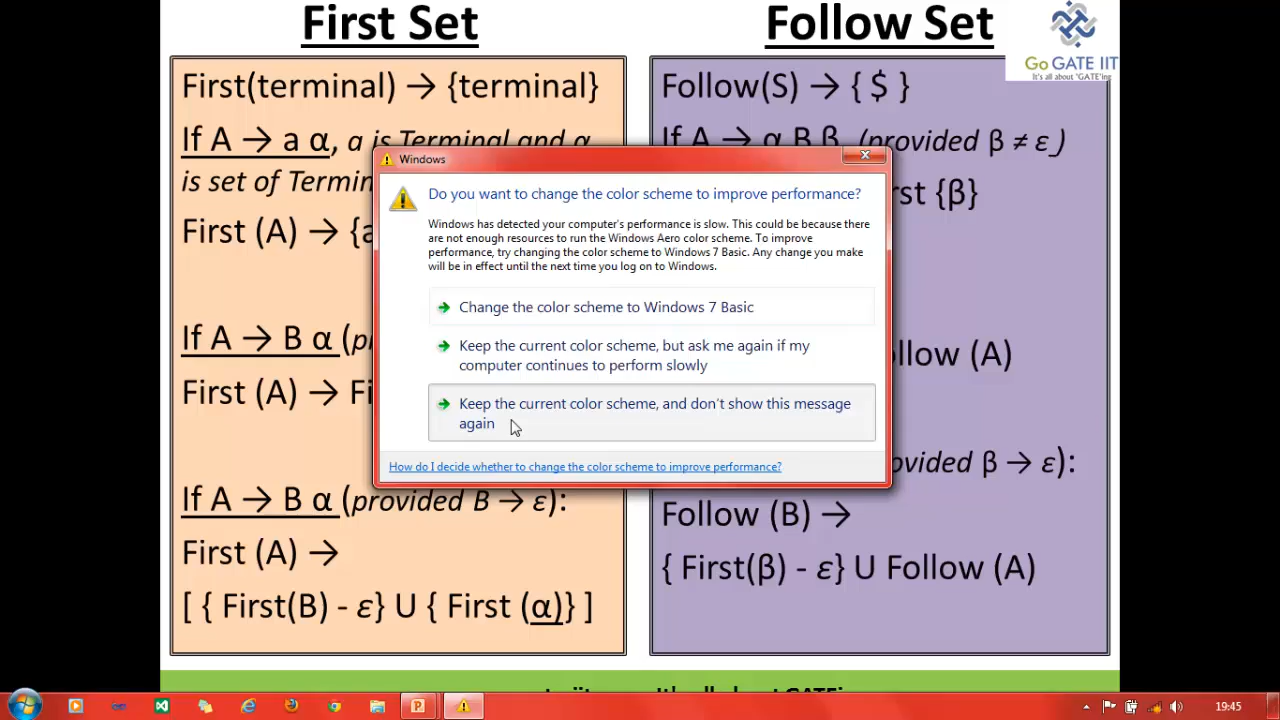 First Set
Follow Set
Go GATE IIT
It's all about "GATE'ing
First(terminal) → {terminal}
If A → a α, a is Terminal and α
is set of
First (A) → {a
If A → B α (
First (A) →
If A → B α (provided B → ε):
First (A) →
[ { First(B) - ε} U { First (α)} ]
Follow(S) → { $ }
If A → α B β (provided β ≠ ε )
{β}
(A)
β → ε):
Follow (B) →
{ First(β) - ε} U Follow (A)
Windows
Do you want to change the color scheme to improve performance?
Windows has detected your computer's performance is slow. This could be because there
are not enough resources to run the Windows Aero color scheme. To improve
performance, try changing the color scheme to Windows 7 Basic. Any change you make
will be in effect until the next time you log on to Windows.
Change the color scheme to Windows 7 Basic
Keep the current color scheme, but ask me again if my
computer continues to perform slowly
Keep the current color scheme, and don't show this message
again
How do I decide whether to change the color scheme to improve performance?
19:45